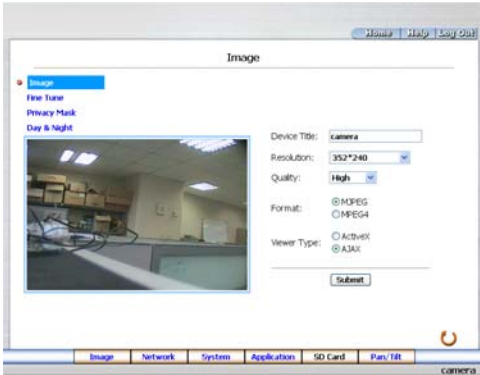 Home Help Log Out
Image
Image
Fine Tune
Privacy Mask
Day & Night
Device Title: camera
Resolution: 352*240
Quality: High
Format: MJPEG
MPEG4
Viewer Type: ActiveX
AJAX
Submit
Image Network System Application SD Card Pan/Tilt
camera